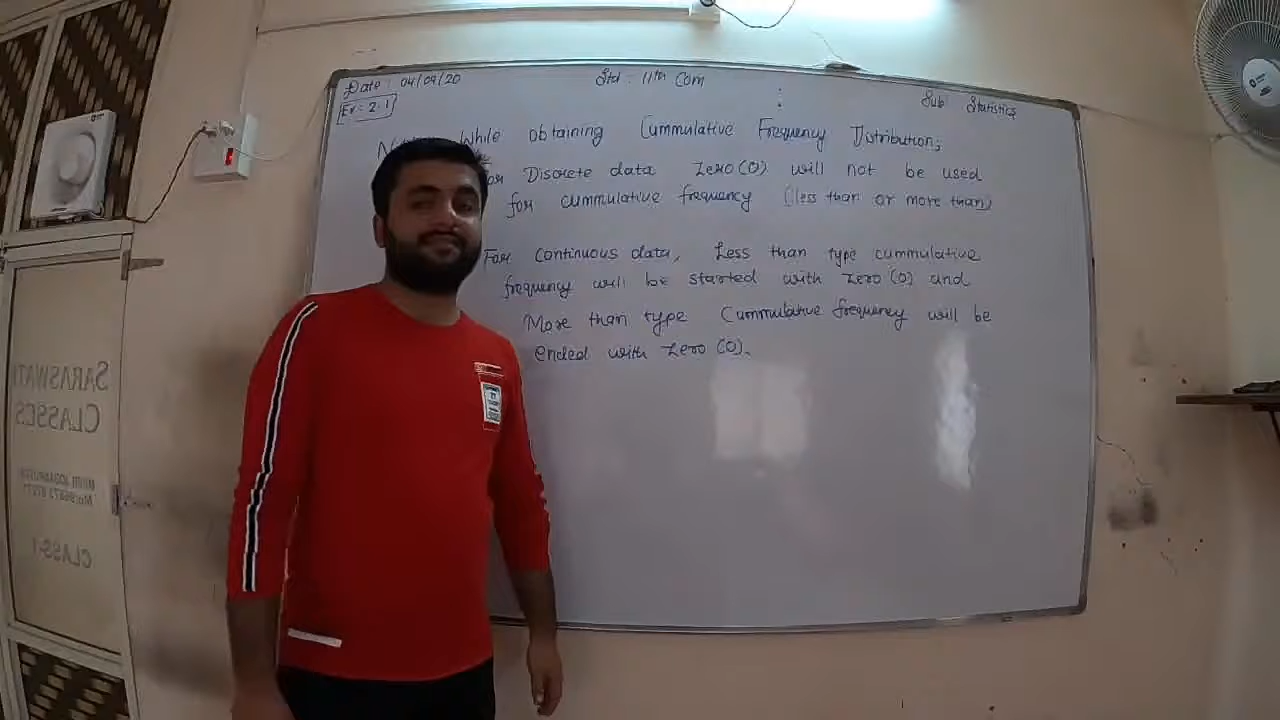 Date : 04/09/20
Std : 11th Com
Sub Statistics
Ex : 2.1
While obtaining Cummulative Frequency Distribution,
For Discrete data Zero (0) will not be used
for cummulative frequency (less than or more than)
For Continuous data, Less than type cummulative
frequency will be started with zero (0) and
More than type Cummulative frequency will be
ended with zero (0).
SARASWATI
CLASSES
CLASS-1